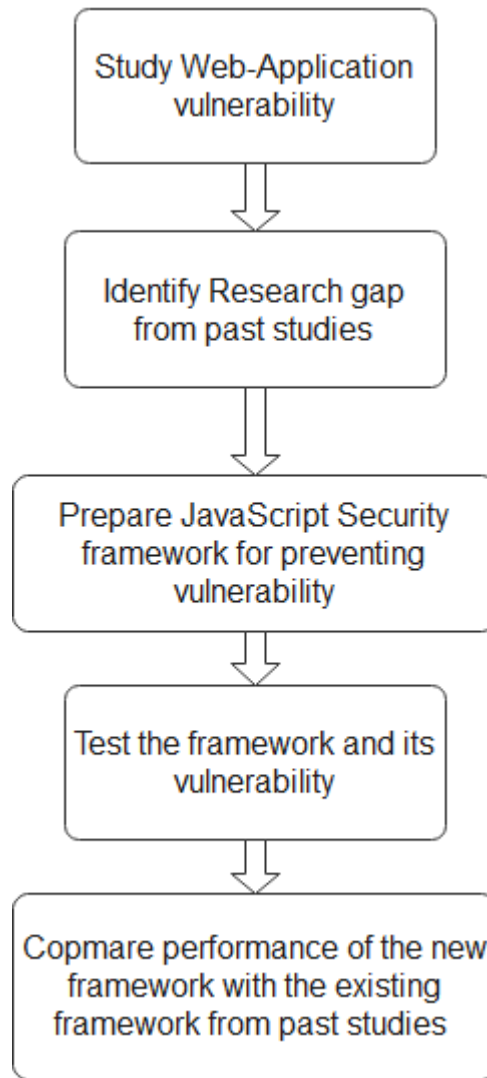 Study Web-Application
vulnerability
Identify Research gap
from past studies
Prepare JavaScript Security
framework for preventing
vulnerability
Test the framework and its
vulnerability
Copmare performance of the new
framework with the existing
framework from past studies